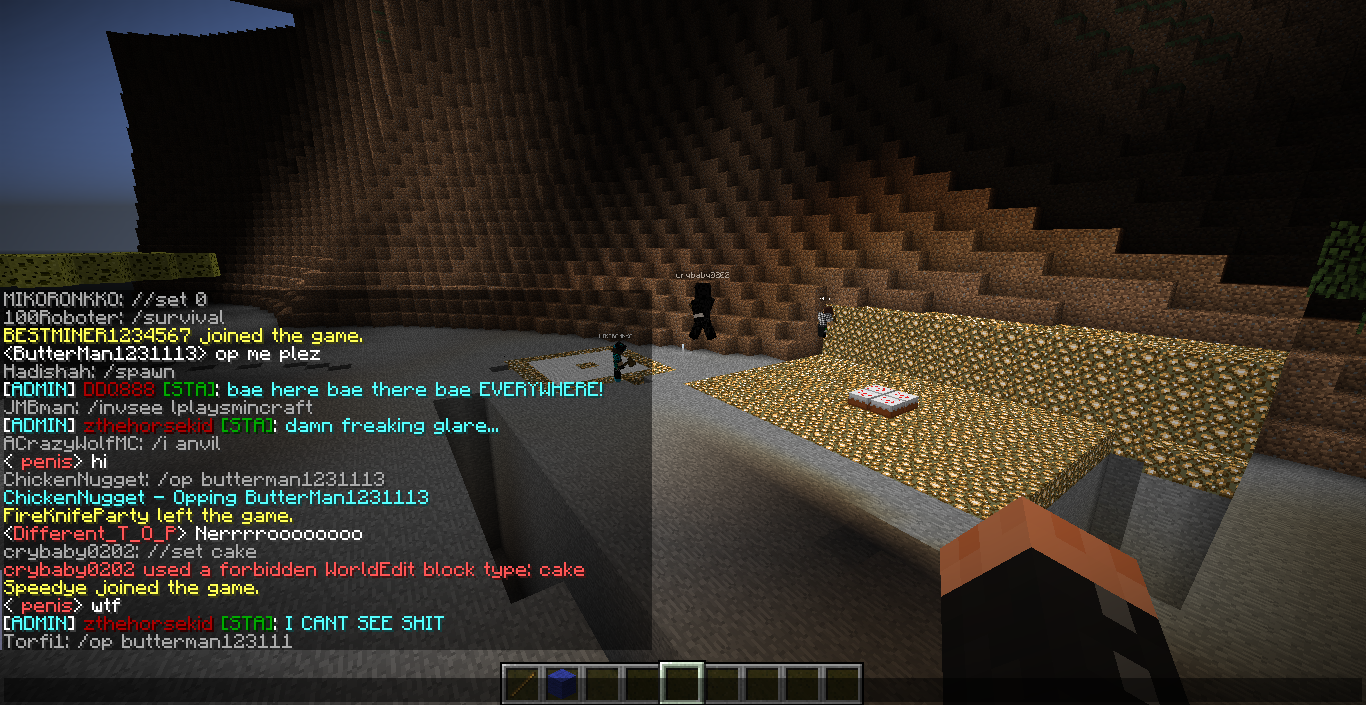 crybaby0202
MIKORONKKO: //set 0
100Roboter: /survival
BESTMINER1234567 joined the game.
<ButterMan1231113> op me plez
Hadishah: /spawn
[ADMIN] DDO888 [STA]: bae here bae there bae EVERYWHERE!
JMBman: /invsee lplaysmincraft
[ADMIN] zthehorsekid [STA]: damn freaking glare...
ACrazyWolfMC: /i anvil
< penis> hi
ChickenNugget: /op butterman1231113
ChickenNugget - Opping ButterMan1231113
FireKnifeParty left the game.
<Different_T_O_P> Nerrrroooooooo
crybaby0202: //set cake
crybaby0202 used a forbidden WorldEdit block type: cake
Speedye joined the game.
< penis> wtf
[ADMIN] zthehorsekid [STA]: I CANT SEE SHIT
Torfi1: /op butterman123111